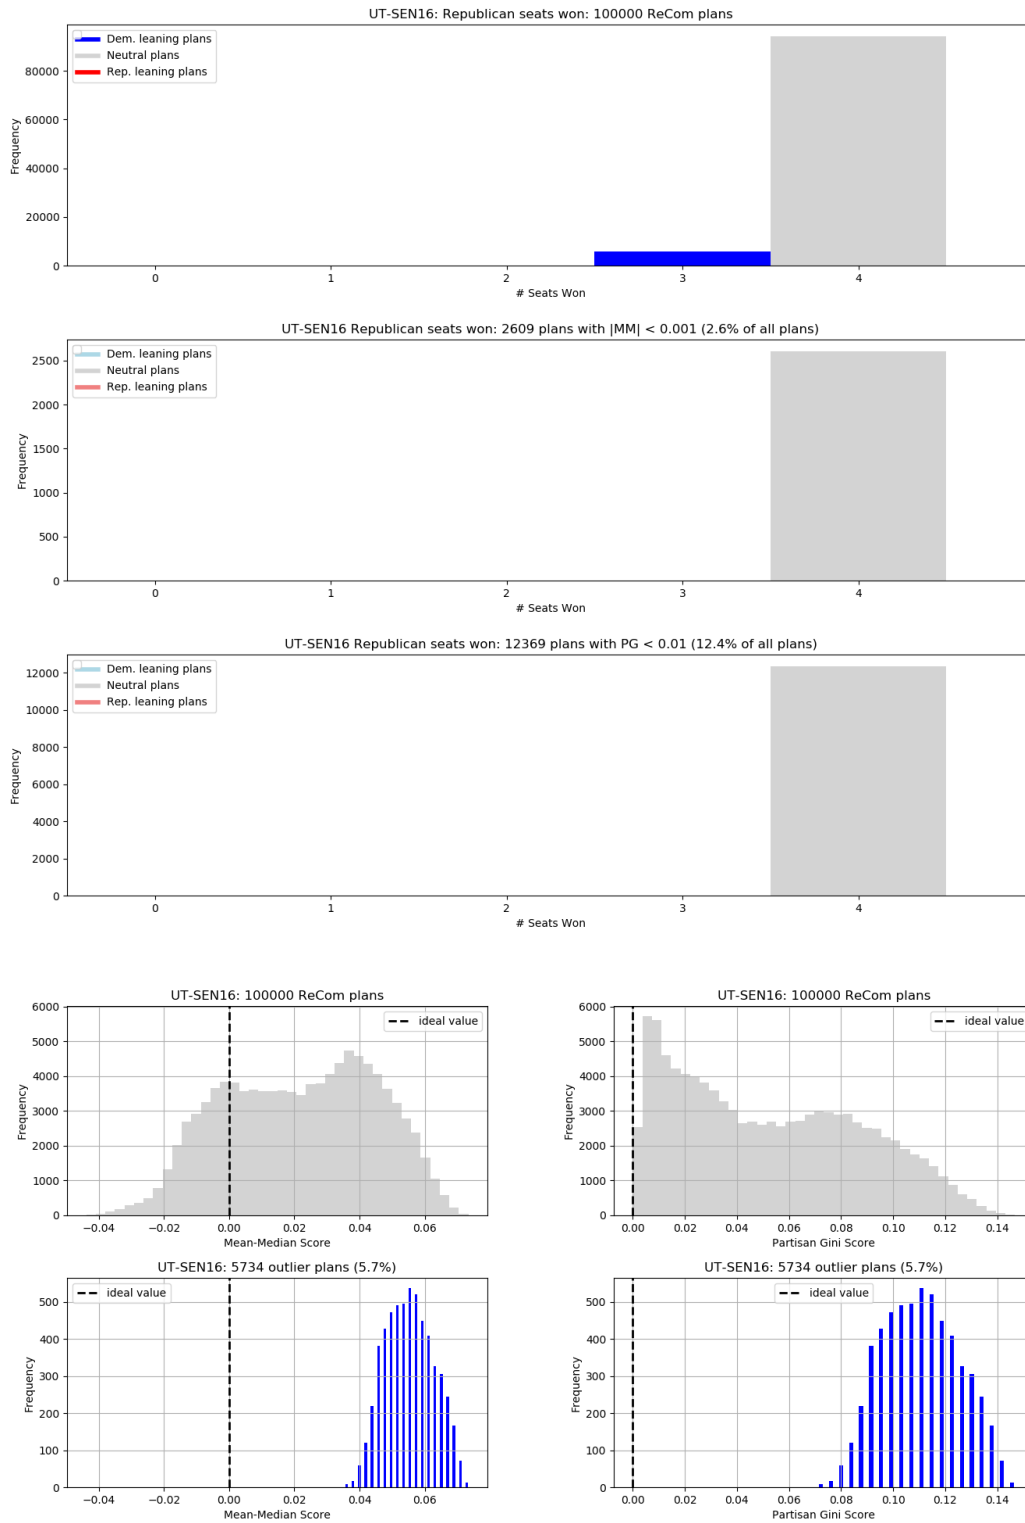 UT-SEN16: Republican seats won: 100000 ReCom plans
Dem. leaning plans
Neutral plans
Rep. leaning plans
Frequency
80000
60000
40000
20000
0
0 1 2 3 4
# Seats Won
UT-SEN16 Republican seats won: 2609 plans with |MM| < 0.001 (2.6% of all plans)
Dem. leaning plans
Neutral plans
Rep. leaning plans
Frequency
2500
2000
1500
1000
500
0
0 1 2 3 4
# Seats Won
UT-SEN16 Republican seats won: 12369 plans with PG < 0.01 (12.4% of all plans)
Dem. leaning plans
Neutral plans
Rep. leaning plans
Frequency
12000
10000
8000
6000
4000
2000
0
0 1 2 3 4
# Seats Won
UT-SEN16: 100000 ReCom plans
ideal value
Frequency
6000
5000
4000
3000
2000
1000
0
−0.04 −0.02 0.00 0.02 0.04 0.06
Mean-Median Score
UT-SEN16: 100000 ReCom plans
ideal value
Frequency
6000
5000
4000
3000
2000
1000
0
0.00 0.02 0.04 0.06 0.08 0.10 0.12 0.14
Partisan Gini Score
UT-SEN16: 5734 outlier plans (5.7%)
ideal value
Frequency
500
400
300
200
100
0
−0.04 −0.02 0.00 0.02 0.04 0.06
Mean-Median Score
UT-SEN16: 5734 outlier plans (5.7%)
ideal value
Frequency
500
400
300
200
100
0
0.00 0.02 0.04 0.06 0.08 0.10 0.12 0.14
Partisan Gini Score